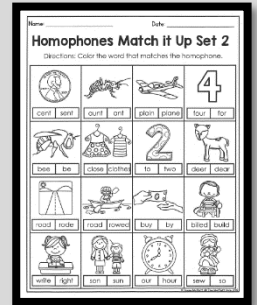 Name Date
Homophones Match it Up Set 2
Directions: Color the word that matches the homophone.
4
cent sent aunt ant plain plane four for
2
bee be close clothes to two deer dear
road rode road rowed buy by billed build
write right son sun our hour sew so